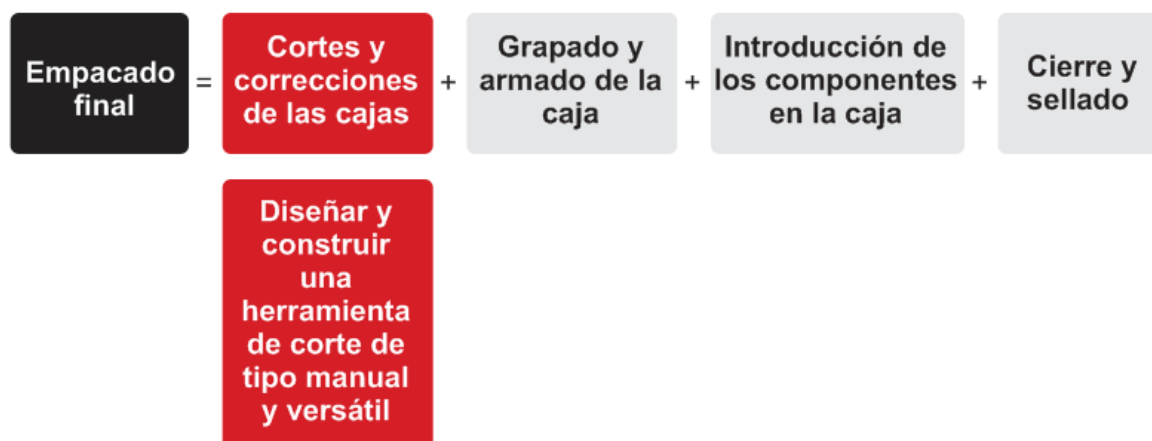 Empacado
final
=
Cortes y
correcciones
de las cajas
+
Grapado y
armado de la
caja
+
Introducción de
los componentes
en la caja
+
Cierre y
sellado
Diseñar y
construir
una
herramienta
de corte de
tipo manual
y versátil